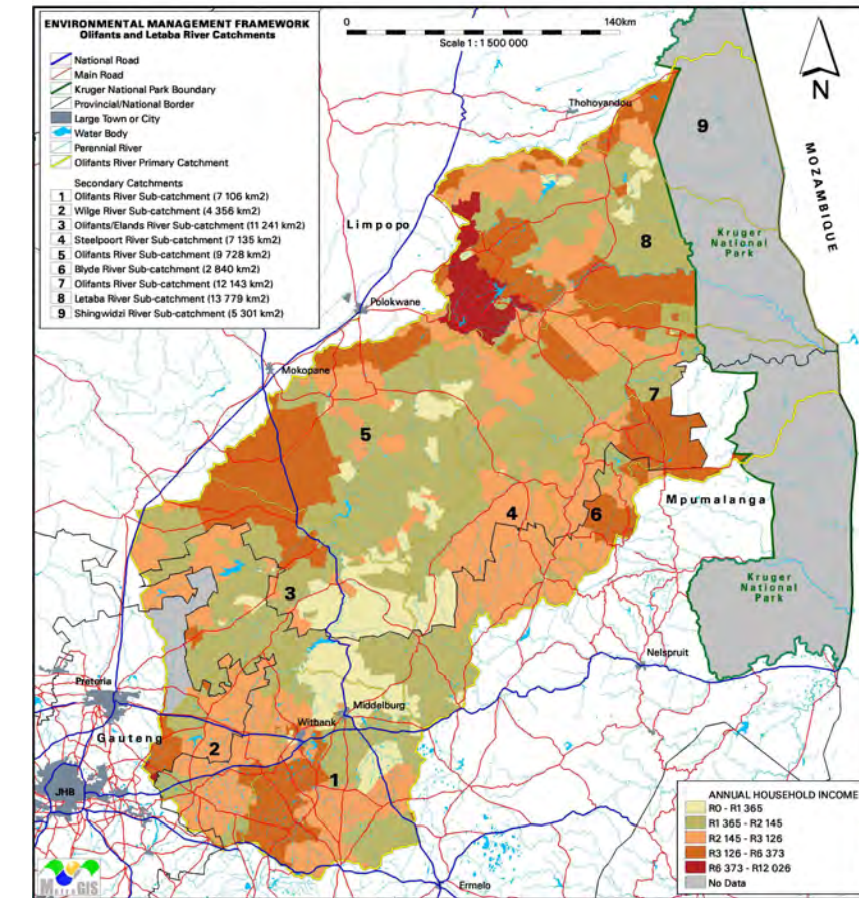 ENVIRONMENTAL MANAGEMENT FRAMEWORK
Olifants and Letaba River Catchments
National Road
Main Road
Kruger National Park Boundary
Provincial/National Border
Large Town or City
Water Body
Perennial River
Olifants River Primary Catchment
Secondary Catchments
1 Olifants River Sub-catchment (7 106 km2)
2 Wilge River Sub-catchment (4 356 km2)
3 Olifants/Elands River Sub-catchment (11 241 km2)
4 Steelpoort River Sub-catchment (7 135 km2)
5 Olifants River Sub-catchment (9 728 km2)
6 Blyde River Sub-catchment (2 840 km2)
7 Olifants River Sub-catchment (12 143 km2)
8 Letaba River Sub-catchment (13 779 km2)
9 Shingwidzi River Sub-catchment (5 301 km2)
0 140km
Scale 1 : 1 500 000
N
Thohoyandou
9
MOZAMBIQUE
Limpopo
8
Kruger
National
Park
Polokwane
Mokopane
7
5
Mpumalanga
4
6
3
Kruger
National
Park
Nelspruit
Pretoria
Middelburg
Witbank
Gauteng
2
1
JHB
Ermelo
ANNUAL HOUSEHOLD INCOME
R0 - R1 365
R1 365 - R2 145
R2 145 - R3 126
R3 126 - R6 373
R6 373 - R12 026
No Data